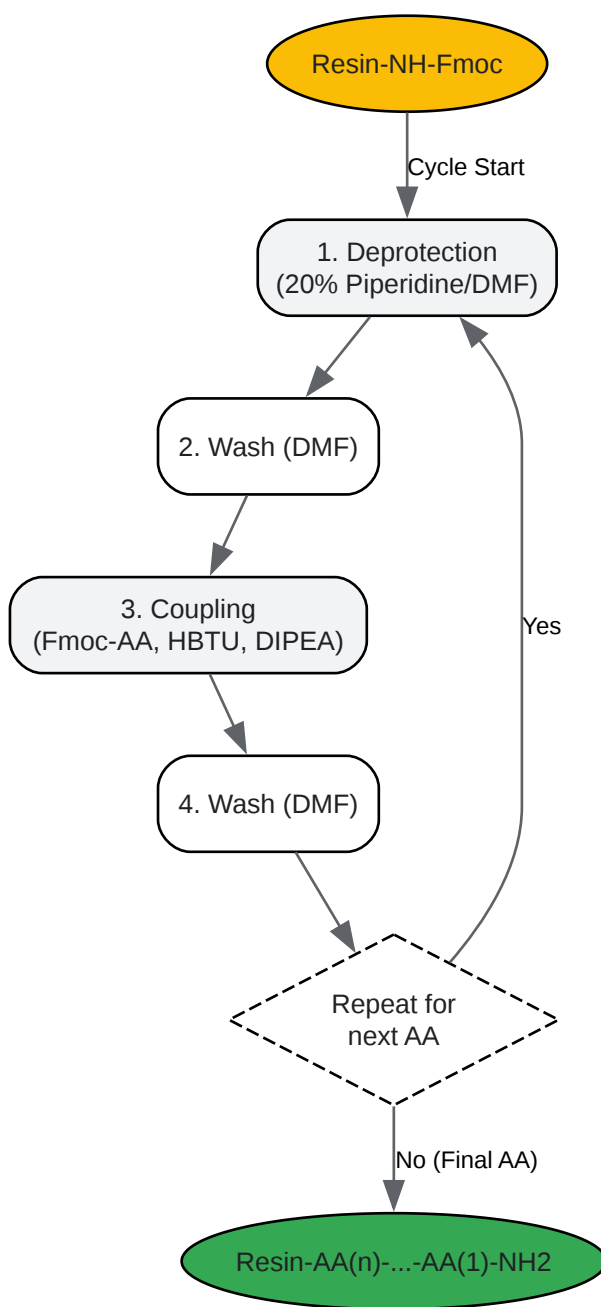 Resin-NH-Fmoc
Cycle Start
1. Deprotection
(20% Piperidine/DMF)
2. Wash (DMF)
3. Coupling
(Fmoc-AA, HBTU, DIPEA)
Yes
4. Wash (DMF)
Repeat for
next AA
No (Final AA)
Resin-AA(n)-...-AA(1)-NH2